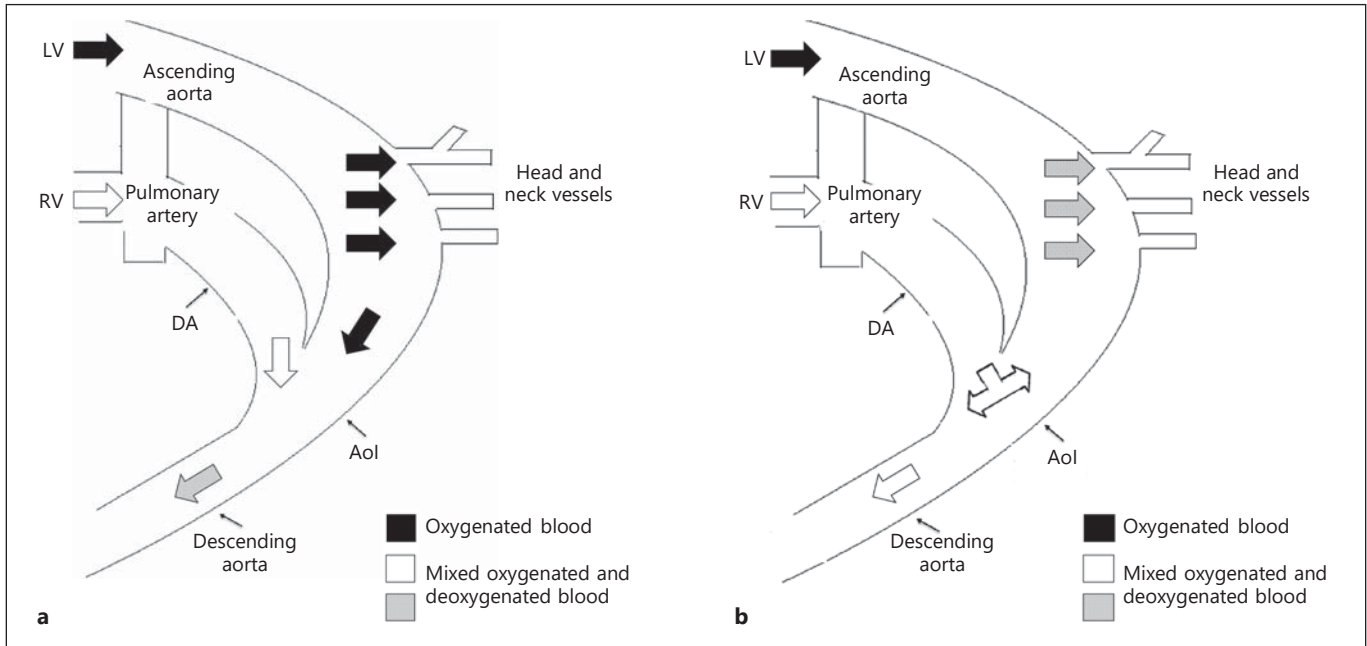 LV
Ascending
aorta
RV
Pulmonary
artery
Head and
neck vessels
DA
AoI
Descending
aorta
Oxygenated blood
Mixed oxygenated and
deoxygenated blood
a
LV
Ascending
aorta
RV
Pulmonary
artery
Head and
neck vessels
DA
AoI
Descending
aorta
Oxygenated blood
Mixed oxygenated and
deoxygenated blood
b